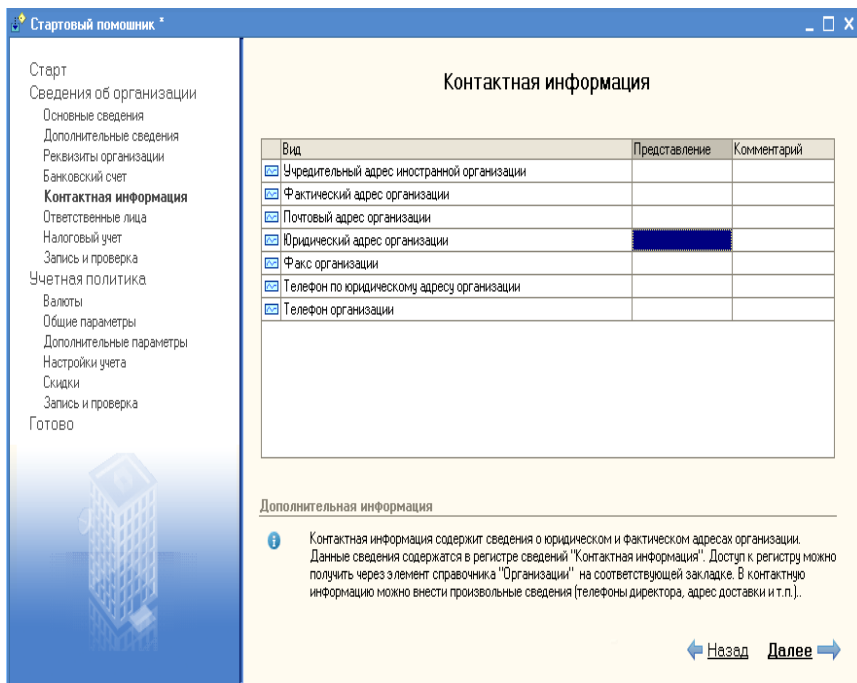 Стартовый помошник *
Старт
Сведения об организации
Основные сведения
Дополнительные сведения
Реквизиты организации
Банковский счет
Контактная информация
Ответственные лица
Налоговый учет
Запись и проверка
Учетная политика
Валюты
Общие параметры
Дополнительные параметры
Настройки учета
Скидки
Запись и проверка
Готово
Контактная информация
Вид Представление Комментарий
Учредительный адрес иностранной организации
Фактический адрес организации
Почтовый адрес организации
Юридический адрес организации
Факс организации
Телефон по юридическому адресу организации
Телефон организации
Дополнительная информация
Контактная информация содержит сведения о юридическом и фактическом адресах организации.
Данные сведения содержатся в регистре сведений "Контактная информация". Доступ к регистру можно
получить через элемент справочника "Организации" на соответствующей закладке. В контактную
информацию можно внести произвольные сведения (телефоны директора, адрес доставки и т.п.)..
Назад Далее